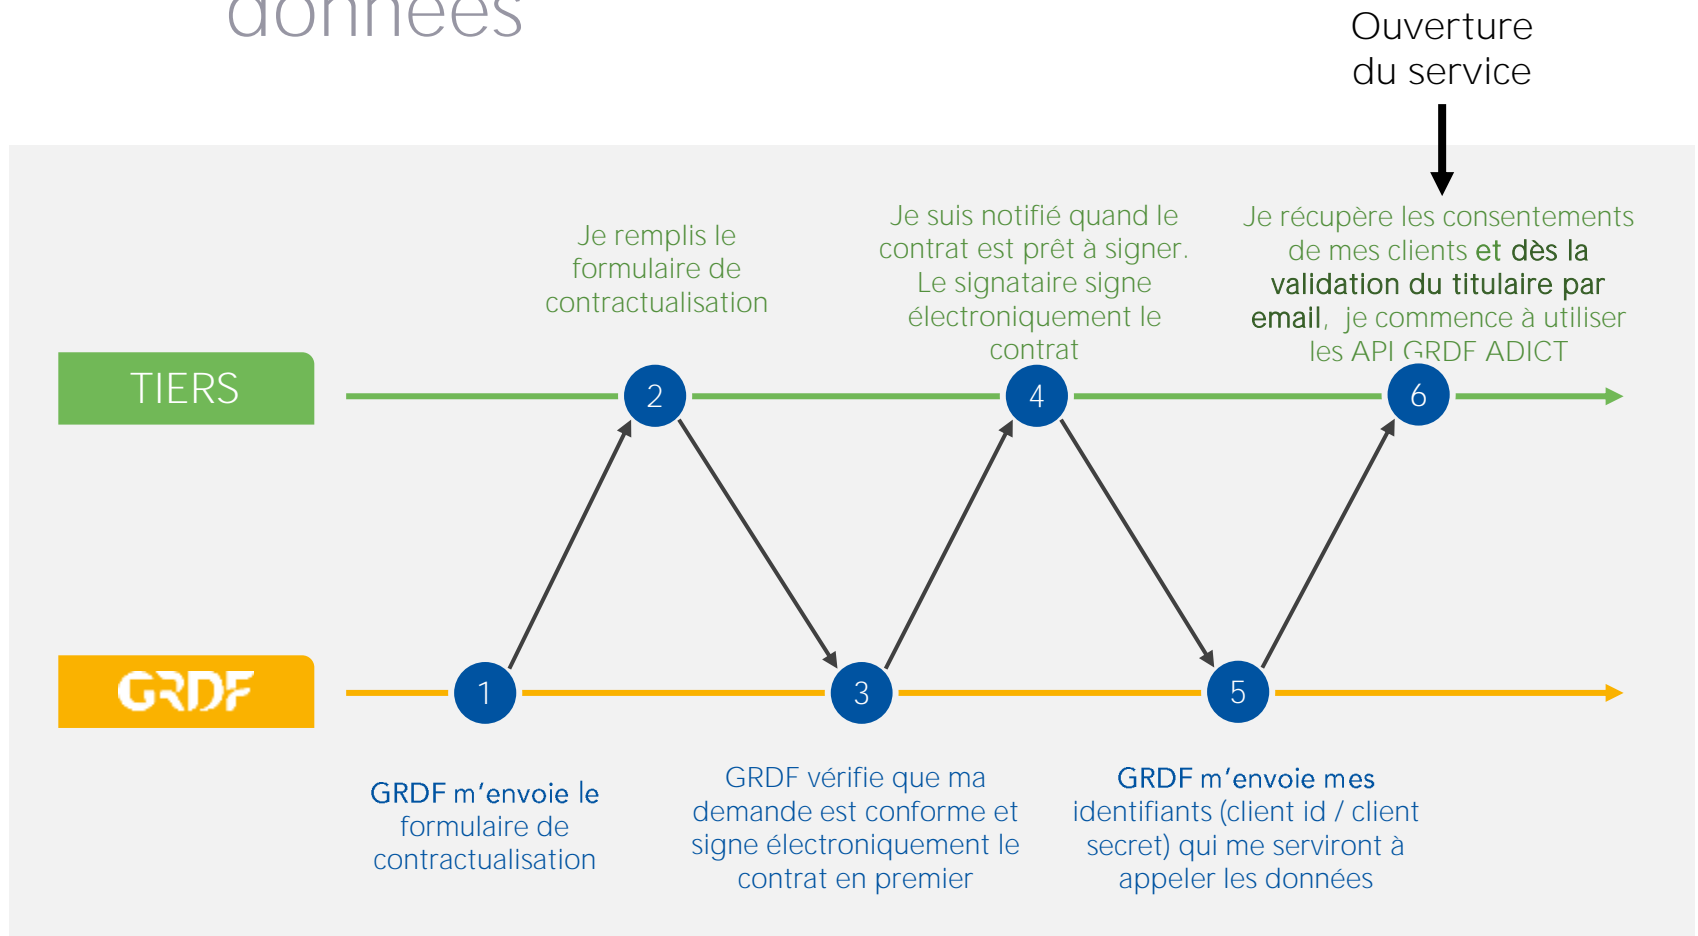 données
Ouverture
du service
Je remplis le
formulaire de
contractualisation
Je suis notifié quand le
contrat est prêt à signer.
Le signataire signe
électroniquement le
contrat
Je récupère les consentements
de mes clients et dès la
validation du titulaire par
email, je commence à utiliser
les API GRDF ADICT
TIERS
2
4
6
GRDF
1
3
5
GRDF m’envoie le
formulaire de
contractualisation
GRDF vérifie que ma
demande est conforme et
signe électroniquement le
contrat en premier
GRDF m’envoie mes
identifiants (client id / client
secret) qui me serviront à
appeler les données